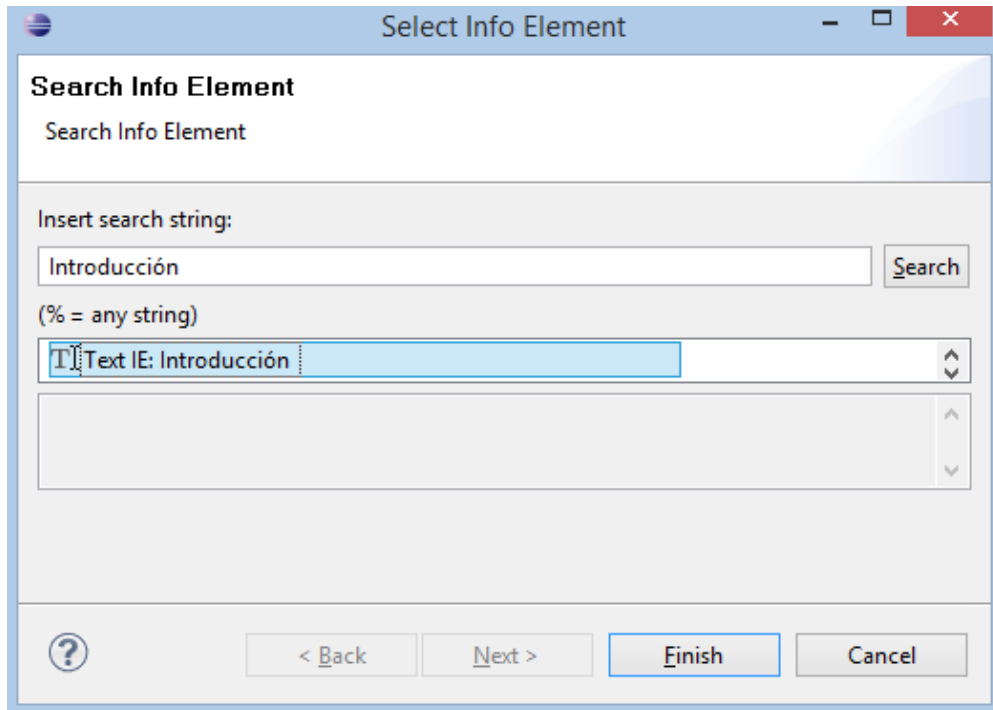 Select Info Element
Search Info Element
Search Info Element
Insert search string:
Introducción Search
(% = any string)
Text IE: Introducción
? < Back Next > Finish Cancel